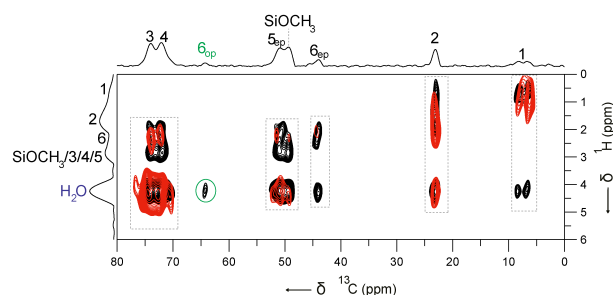 SiOCH₃
3 4 6op 5ep 6ep 2 1
1
2
6
SiOCH₃/3/4/5
H₂O
0
1
2
3
4
5
6
δ ¹H (ppm)
80 70 60 50 40 30 20 10 0
δ ¹³C (ppm)